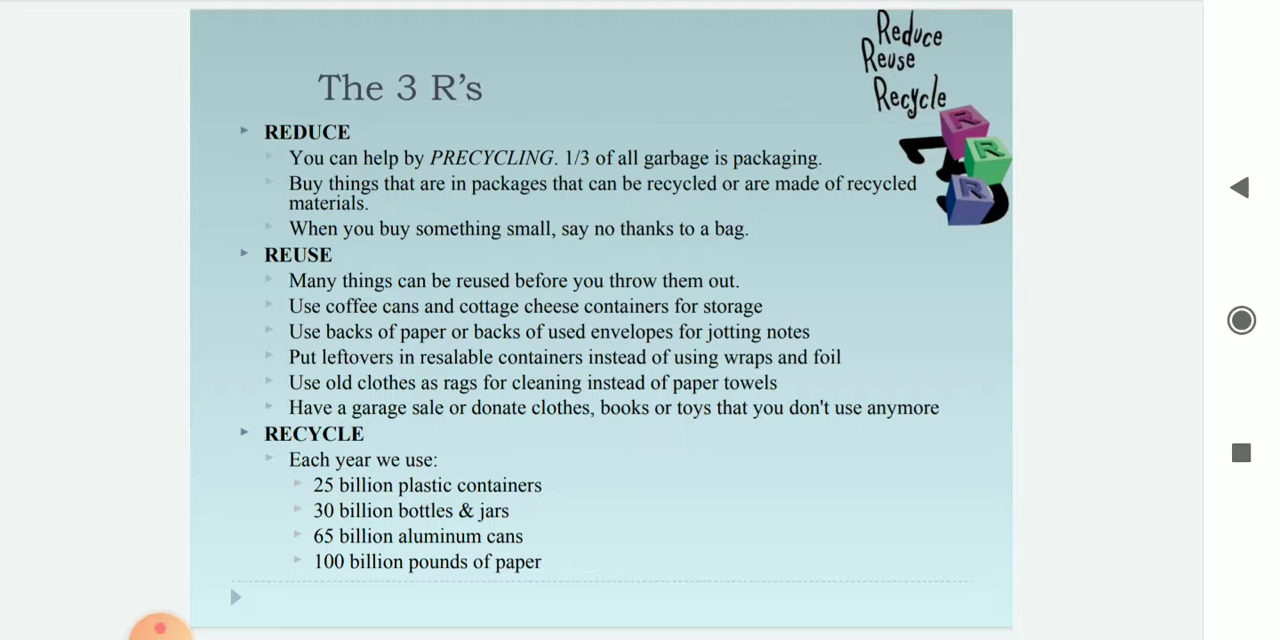 Reduce
Reuse
Recycle
The 3 R's
R
R
R
REDUCE
You can help by PRECYCLING. 1/3 of all garbage is packaging.
Buy things that are in packages that can be recycled or are made of recycled
materials.
When you buy something small, say no thanks to a bag.
REUSE
Many things can be reused before you throw them out.
Use coffee cans and cottage cheese containers for storage
Use backs of paper or backs of used envelopes for jotting notes
Put leftovers in resalable containers instead of using wraps and foil
Use old clothes as rags for cleaning instead of paper towels
Have a garage sale or donate clothes, books or toys that you don't use anymore
RECYCLE
Each year we use:
25 billion plastic containers
30 billion bottles & jars
65 billion aluminum cans
100 billion pounds of paper